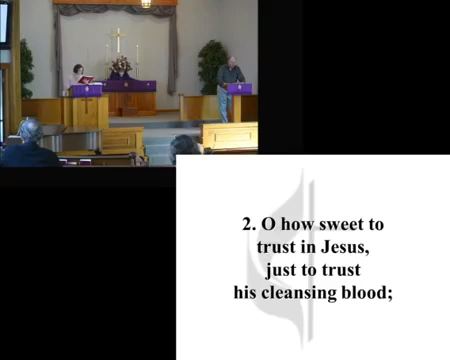 2. O how sweet to
trust in Jesus,
just to trust
his cleansing blood;